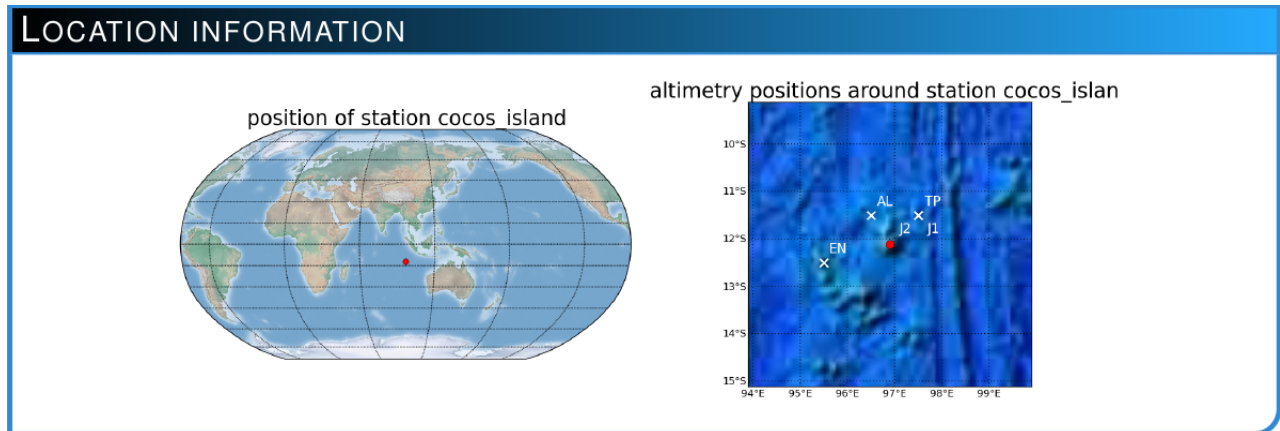 LOCATION INFORMATION
position of station cocos_island
altimetry positions around station cocos_islan
10°S
11°S
AL TP
J2 J1
12°S
EN
13°S
14°S
15°S
94°E 95°E 96°E 97°E 98°E 99°E